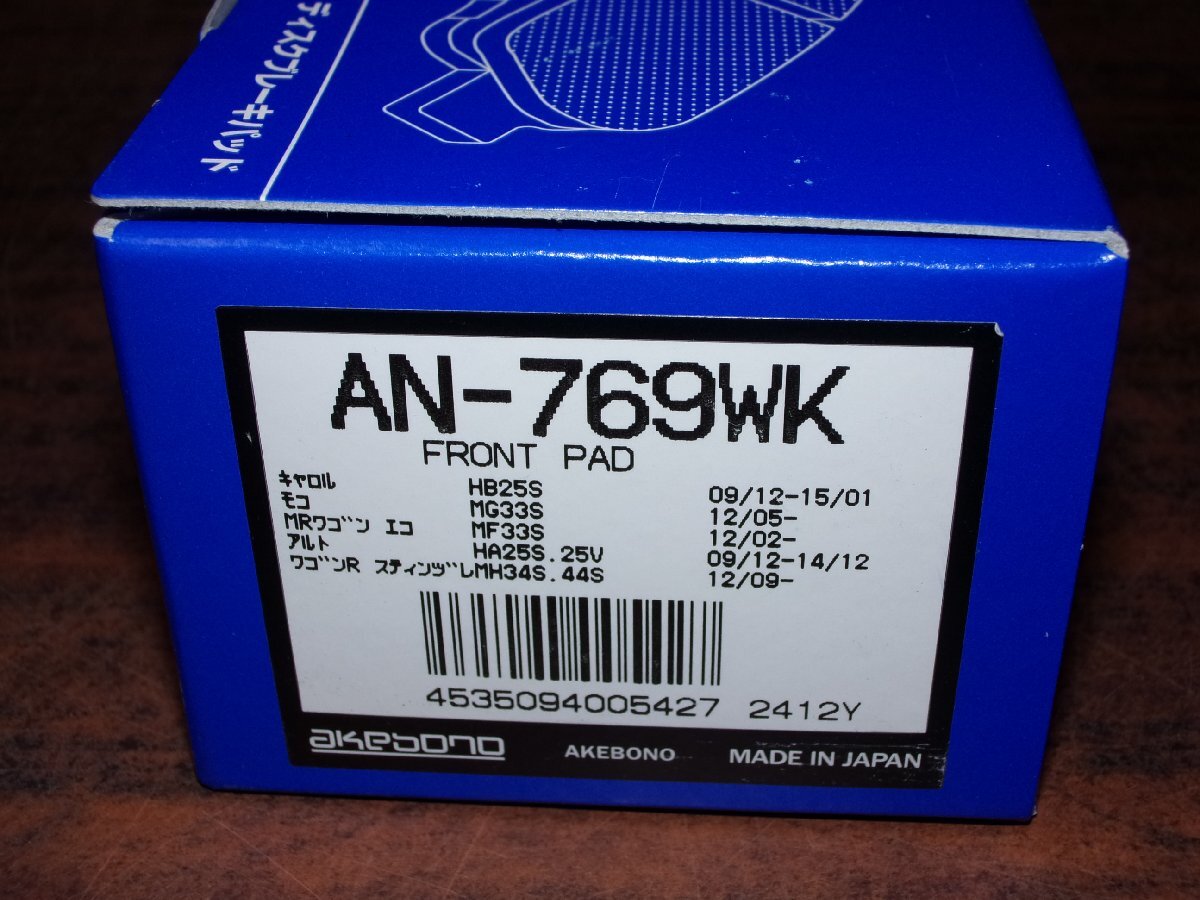 ディスクブレーキパッド
AN-769WK
FRONT PAD
キャロル HB25S 09/12-15/01
モコ MG33S 12/05-
MRワゴン エコ MF33S 12/02-
アルト HA25S.25V 09/12-14/12
ワゴンR スティンヅレMH34S.44S 12/09-
4535094005427 2412Y
akebono AKEBONO MADE IN JAPAN